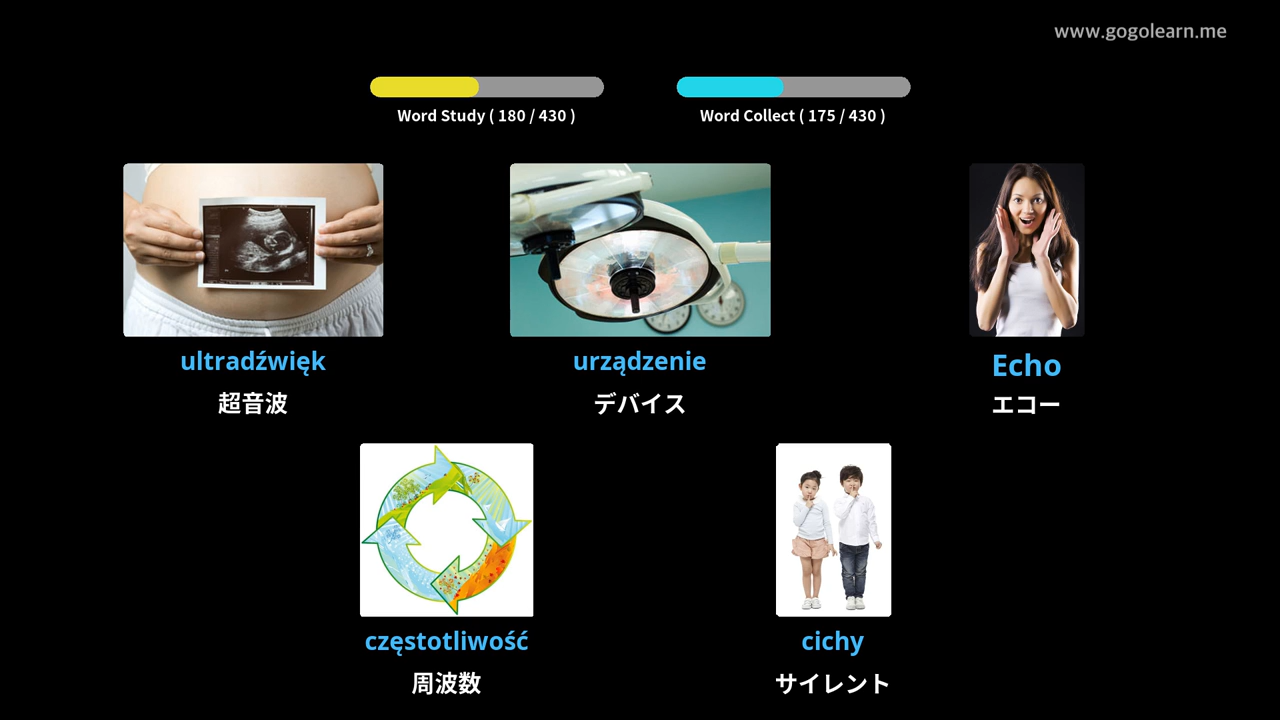 www.gogolearn.me
Word Study ( 180 / 430 )
Word Collect ( 175 / 430 )
ultradźwięk
超音波
urządzenie
デバイス
Echo
エコー
częstotliwość
周波数
cichy
サイレント